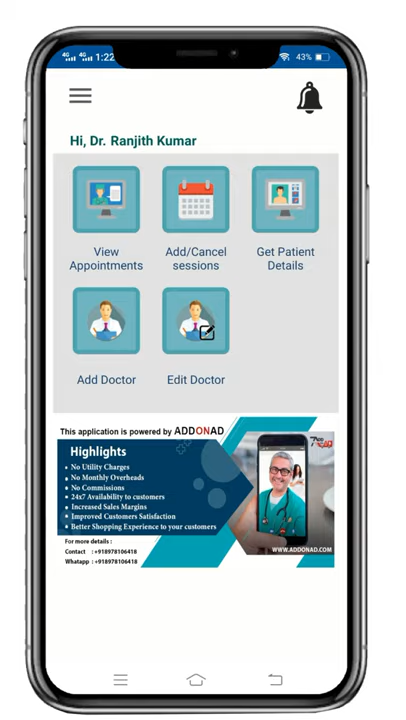 4G 4G 1:22 43%
Hi, Dr. Ranjith Kumar
View
Appointments
Add/Cancel
sessions
Get Patient
Details
Add Doctor
Edit Doctor
This application is powered by ADDONAD
Highlights
No Utility Charges
No Monthly Overheads
No Commissions
24x7 Availability to customers
Increased Sales Margins
Improved Customers Satisfaction
Better Shopping Experience to your customers
For more details :
Contact : +918978106418
Whatapp : +918978106418
WWW.ADDONAD.COM